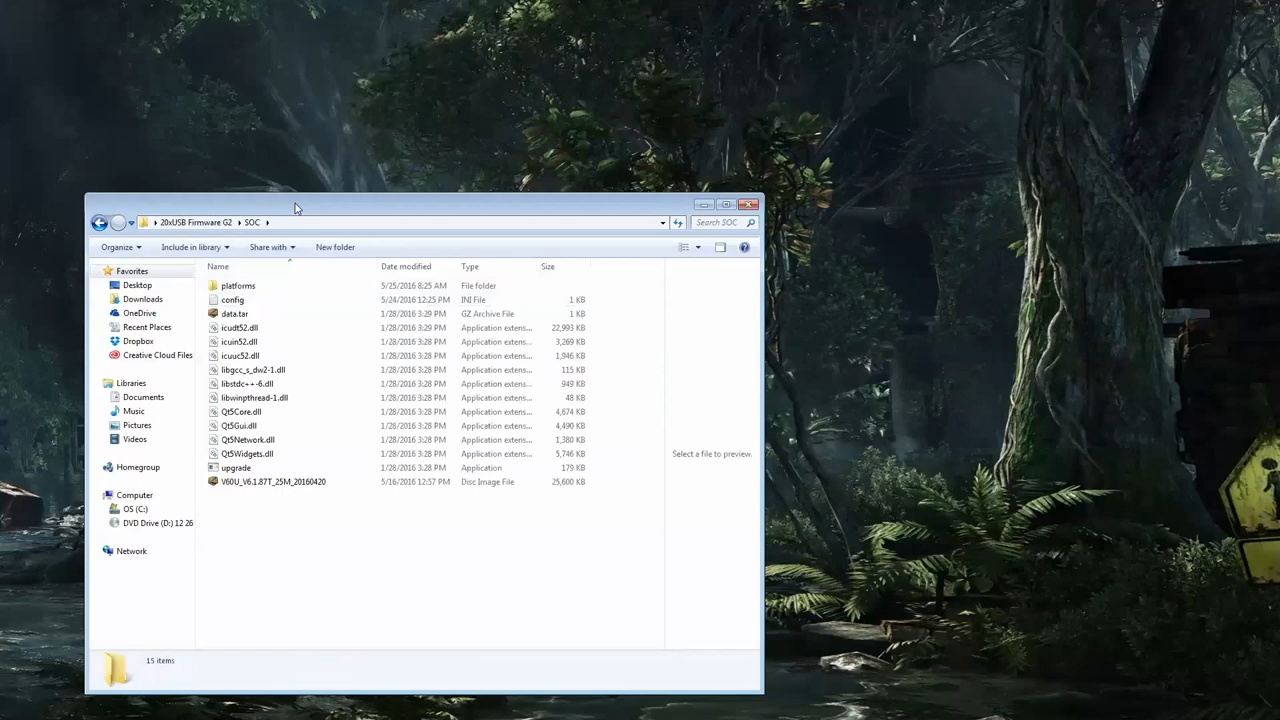 20xUSB Firmware G2 SOC Search SOC
Organize Include in library Share with New folder
Name Date modified Type Size
Favorites
Desktop
Downloads
OneDrive
Recent Places
Dropbox
Creative Cloud Files
Libraries
Documents
Music
Pictures
Videos
Homegroup
Computer
OS (C:)
DVD Drive (D:) 12 26
Network
platforms 5/25/2016 8:25 AM File folder
config 5/24/2016 12:25 PM INI File 1 KB
data.tar 1/28/2016 3:29 PM GZ Archive File 1 KB
icudt52.dll 1/28/2016 3:29 PM Application extens... 22,993 KB
icuin52.dll 1/28/2016 3:28 PM Application extens... 3,269 KB
icuuc52.dll 1/28/2016 3:28 PM Application extens... 1,946 KB
libgcc_s_dw2-1.dll 1/28/2016 3:28 PM Application extens... 115 KB
libstdc++-6.dll 1/28/2016 3:28 PM Application extens... 949 KB
libwinpthread-1.dll 1/28/2016 3:28 PM Application extens... 48 KB
Qt5Core.dll 1/28/2016 3:28 PM Application extens... 4,674 KB
Qt5Gui.dll 1/28/2016 3:28 PM Application extens... 4,490 KB
Qt5Network.dll 1/28/2016 3:28 PM Application extens... 1,380 KB
Qt5Widgets.dll 1/28/2016 3:28 PM Application extens... 5,746 KB
upgrade 1/28/2016 3:28 PM Application 179 KB
V60U_V6.1.87T_25M_20160420 5/16/2016 12:57 PM Disc Image File 25,600 KB
Select a file to preview.
15 items